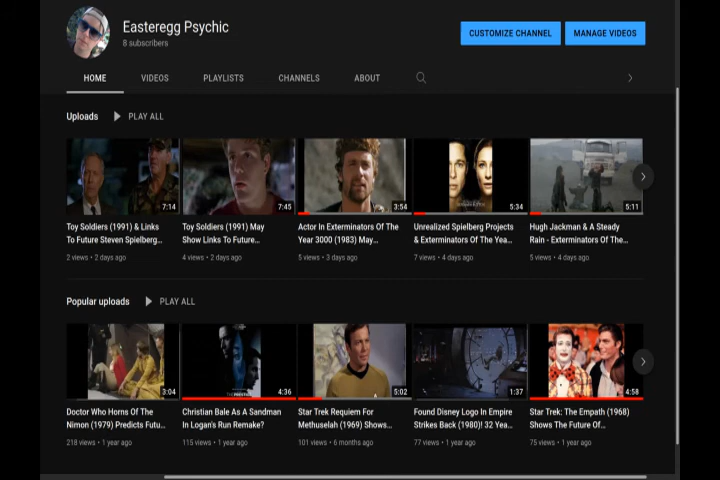 Easteregg Psychic
8 subscribers
CUSTOMIZE CHANNEL
MANAGE VIDEOS
HOME
VIDEOS
PLAYLISTS
CHANNELS
ABOUT
Uploads
PLAY ALL
7:14
7:45
3:54
5:34
5:11
Toy Soldiers (1991) & Links
To Future Steven Spielberg...
2 views • 2 days ago
Toy Soldiers (1991) May
Show Links To Future...
4 views • 2 days ago
Actor In Exterminators Of The
Year 3000 (1983) May...
5 views • 3 days ago
Unrealized Spielberg Projects
& Exterminators Of The Yea...
7 views • 4 days ago
Hugh Jackman & A Steady
Rain - Exterminators Of The...
5 views • 4 days ago
Popular uploads
PLAY ALL
3:04
4:36
5:02
1:37
4:58
Doctor Who Horns Of The
Nimon (1979) Predicts Futu...
218 views • 1 year ago
Christian Bale As A Sandman
In Logan's Run Remake?
115 views • 1 year ago
Star Trek Requiem For
Methuselah (1969) Shows...
101 views • 6 months ago
Found Disney Logo In Empire
Strikes Back (1980)! 32 Yea...
77 views • 1 year ago
Star Trek: The Empath (1968)
Shows The Future Of...
75 views • 1 year ago